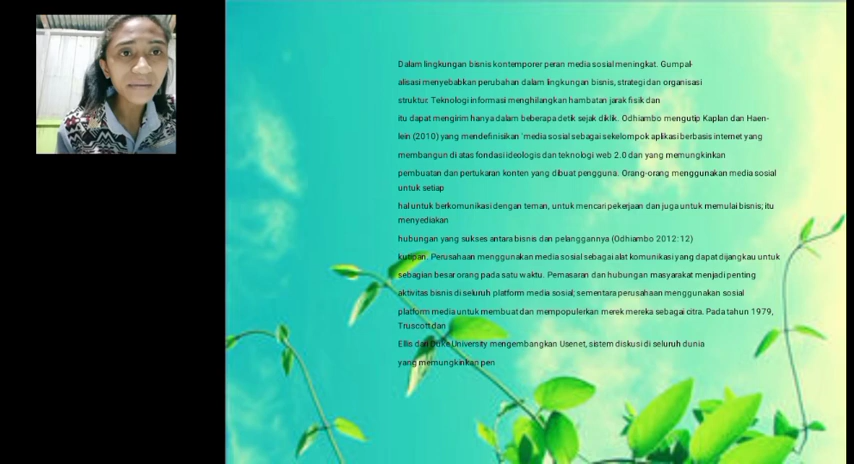 Dalam lingkungan bisnis kontemporer peran media sosial meningkat. Gumpal-
alisasi menyebabkan perubahan dalam lingkungan bisnis, strategi dan organisasi
struktur. Teknologi informasi menghilangkan hambatan jarak fisik dan
itu dapat mengirim hanya dalam beberapa detik sejak diklik. Odhiambo mengutip Kaplan dan Haen-
lein (2010) yang mendefinisikan 'media sosial sebagai sekelompok aplikasi berbasis internet yang
membangun di atas fondasi ideologis dan teknologi web 2.0 dan yang memungkinkan
pembuatan dan pertukaran konten yang dibuat pengguna. Orang-orang menggunakan media sosial
untuk setiap
hal untuk berkomunikasi dengan teman, untuk mencari pekerjaan dan juga untuk memulai bisnis; itu
menyediakan
hubungan yang sukses antara bisnis dan pelanggannya (Odhiambo 2012: 12)
kutipan. Perusahaan menggunakan media sosial sebagai alat komunikasi yang dapat dijangkau untuk
sebagian besar orang pada satu waktu. Pemasaran dan hubungan masyarakat menjadi penting
aktivitas bisnis di seluruh platform media sosial; sementara perusahaan menggunakan sosial
platform media untuk membuat dan mempopulerkan merek mereka sebagai citra. Pada tahun 1979,
Truscott dan
Ellis dari Duke University mengembangkan Usenet, sistem diskusi di seluruh dunia
yang memungkinkan pen